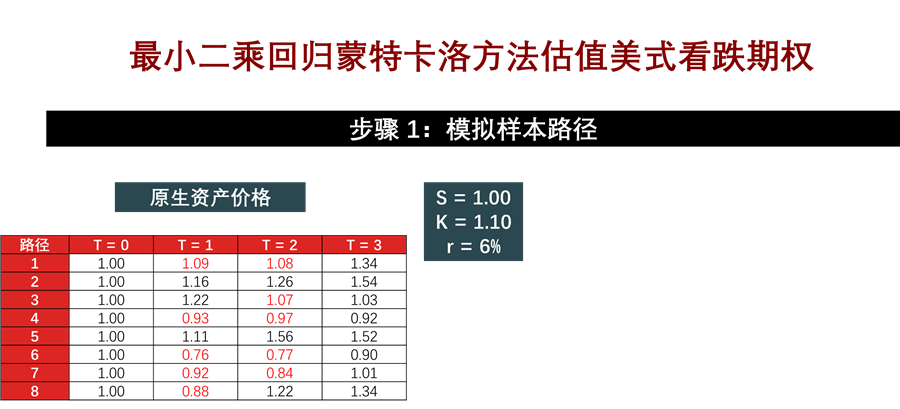 最小二乘回归蒙特卡洛方法估值美式看跌期权
步骤 1：模拟样本路径
原生资产价格
S = 1.00
K = 1.10
r = 6%
路径 T = 0 T = 1 T = 2 T = 3
1 1.00 1.09 1.08 1.34
2 1.00 1.16 1.26 1.54
3 1.00 1.22 1.07 1.03
4 1.00 0.93 0.97 0.92
5 1.00 1.11 1.56 1.52
6 1.00 0.76 0.77 0.90
7 1.00 0.92 0.84 1.01
8 1.00 0.88 1.22 1.34